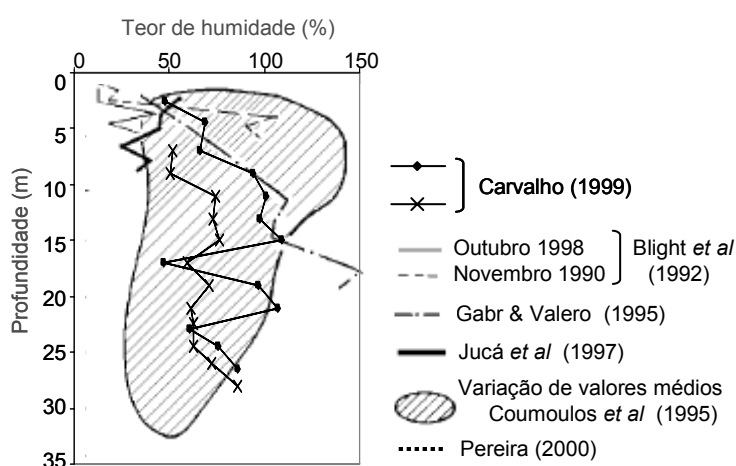 Teor de humidade (%)
0 50 100 150
0
5
10
15
20
25
30
35
Profundidade (m)
Carvalho (1999)
Outubro 1998
Novembro 1990
Blight et al
(1992)
Gabr & Valero (1995)
Jucá et al (1997)
Variação de valores médios
Coumoulos et al (1995)
Pereira (2000)